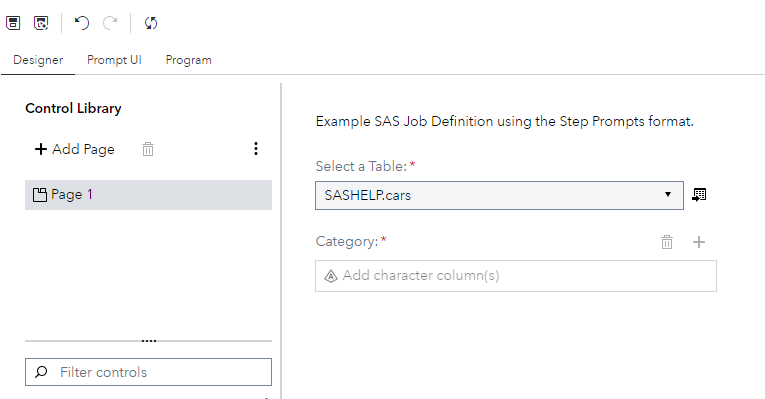 Designer Prompt UI Program
Control Library
Add Page
Page 1
Filter controls
Example SAS Job Definition using the Step Prompts format.
Select a Table:*
SASHELP.cars
Category:*
Add character column(s)